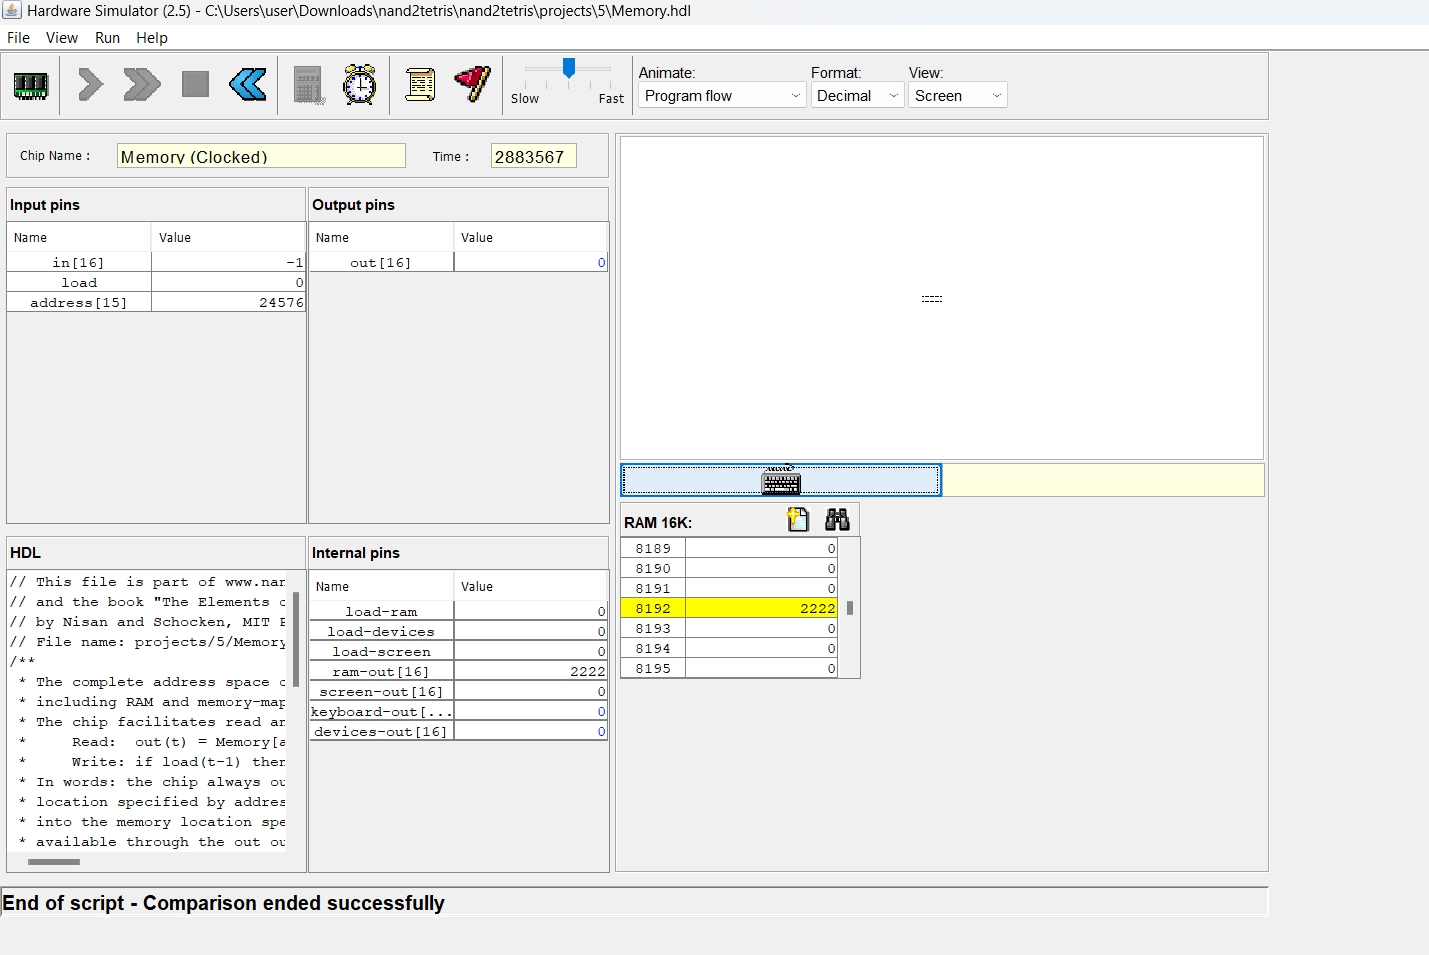 Hardware Simulator (2.5) - C:\Users\user\Downloads\nand2tetris\nand2tetris\projects\5\Memory.hdl
File View Run Help
Slow Fast
Animate: Format: View:
Program flow Decimal Screen
Chip Name : Memory (Clocked) Time : 2883567
Input pins
Name Value
in[16] -1
load 0
address[15] 24576
Output pins
Name Value
out[16] 0
HDL
// This file is part of www.nan
// and the book "The Elements o
// by Nisan and Schocken, MIT P
// File name: projects/5/Memory
/**
* The complete address space o
* including RAM and memory-map
* The chip facilitates read an
* Read: out(t) = Memory[a
* Write: if load(t-1) then
* In words: the chip always ou
* location specified by addres
* into the memory location spe
* available through the out ou
Internal pins
Name Value
load-ram 0
load-devices 0
load-screen 0
ram-out[16] 2222
screen-out[16] 0
keyboard-out[... 0
devices-out[16] 0
RAM 16K:
8189 0
8190 0
8191 0
8192 2222
8193 0
8194 0
8195 0
End of script - Comparison ended successfully